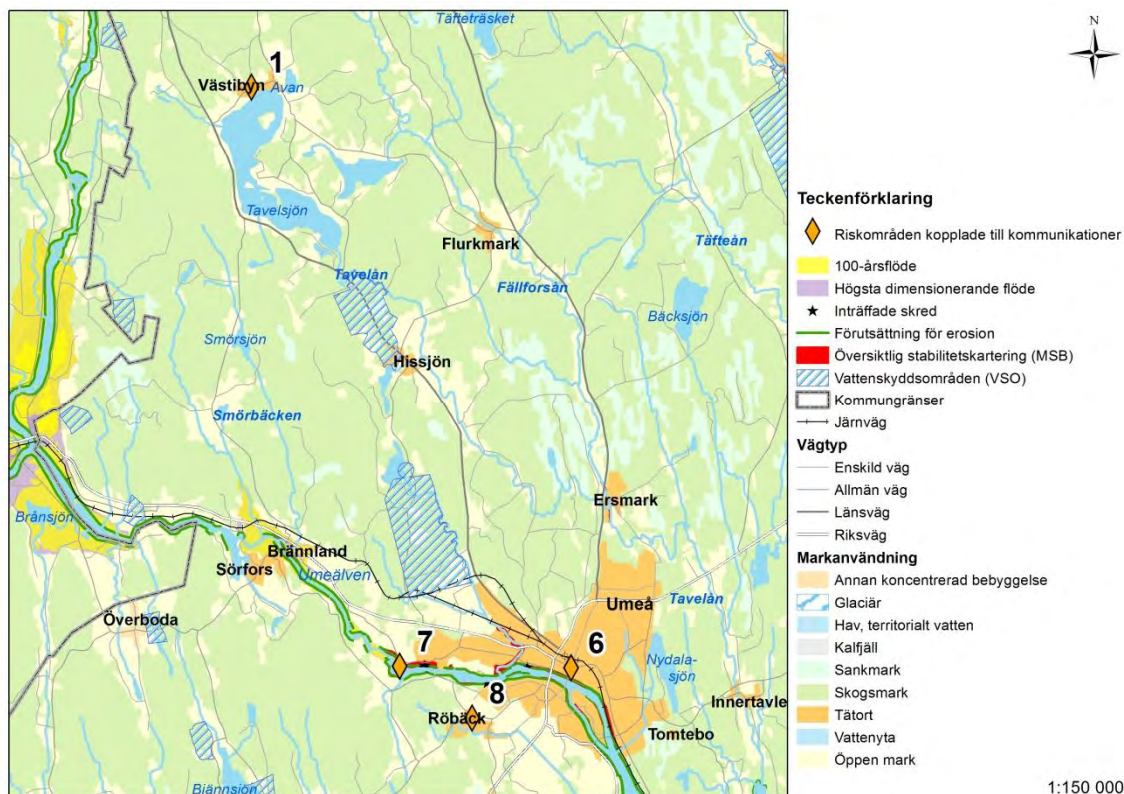 Täfteträsket
1
Västibyn
Avan
Tavelsjön
Flurkmark
Täfteån
Tavelån
Fällforsån
Bäcksjön
Smörsjön
Hissjön
Smörbäcken
Ersmark
Brånsjön
Brännland
Sörfors
Umeälven
Umeå
Tavelån
Överboda
7
6
Nydala-
sjön
8
Röbäck
Innertavle
Tomtebo
Bjännsjön
N
Teckenförklaring
Riskområden kopplade till kommunikationer
100-årsflöde
Högsta dimensionerande flöde
Inträffade skred
Förutsättning för erosion
Översiktlig stabilitetskartering (MSB)
Vattenskyddsområden (VSO)
Kommungränser
Järnväg
Vägtyp
Enskild väg
Allmän väg
Länsväg
Riksväg
Markanvändning
Annan koncentrerad bebyggelse
Glaciär
Hav, territorialt vatten
Kalfjäll
Sankmark
Skogsmark
Tätort
Vattenyta
Öppen mark
1:150 000